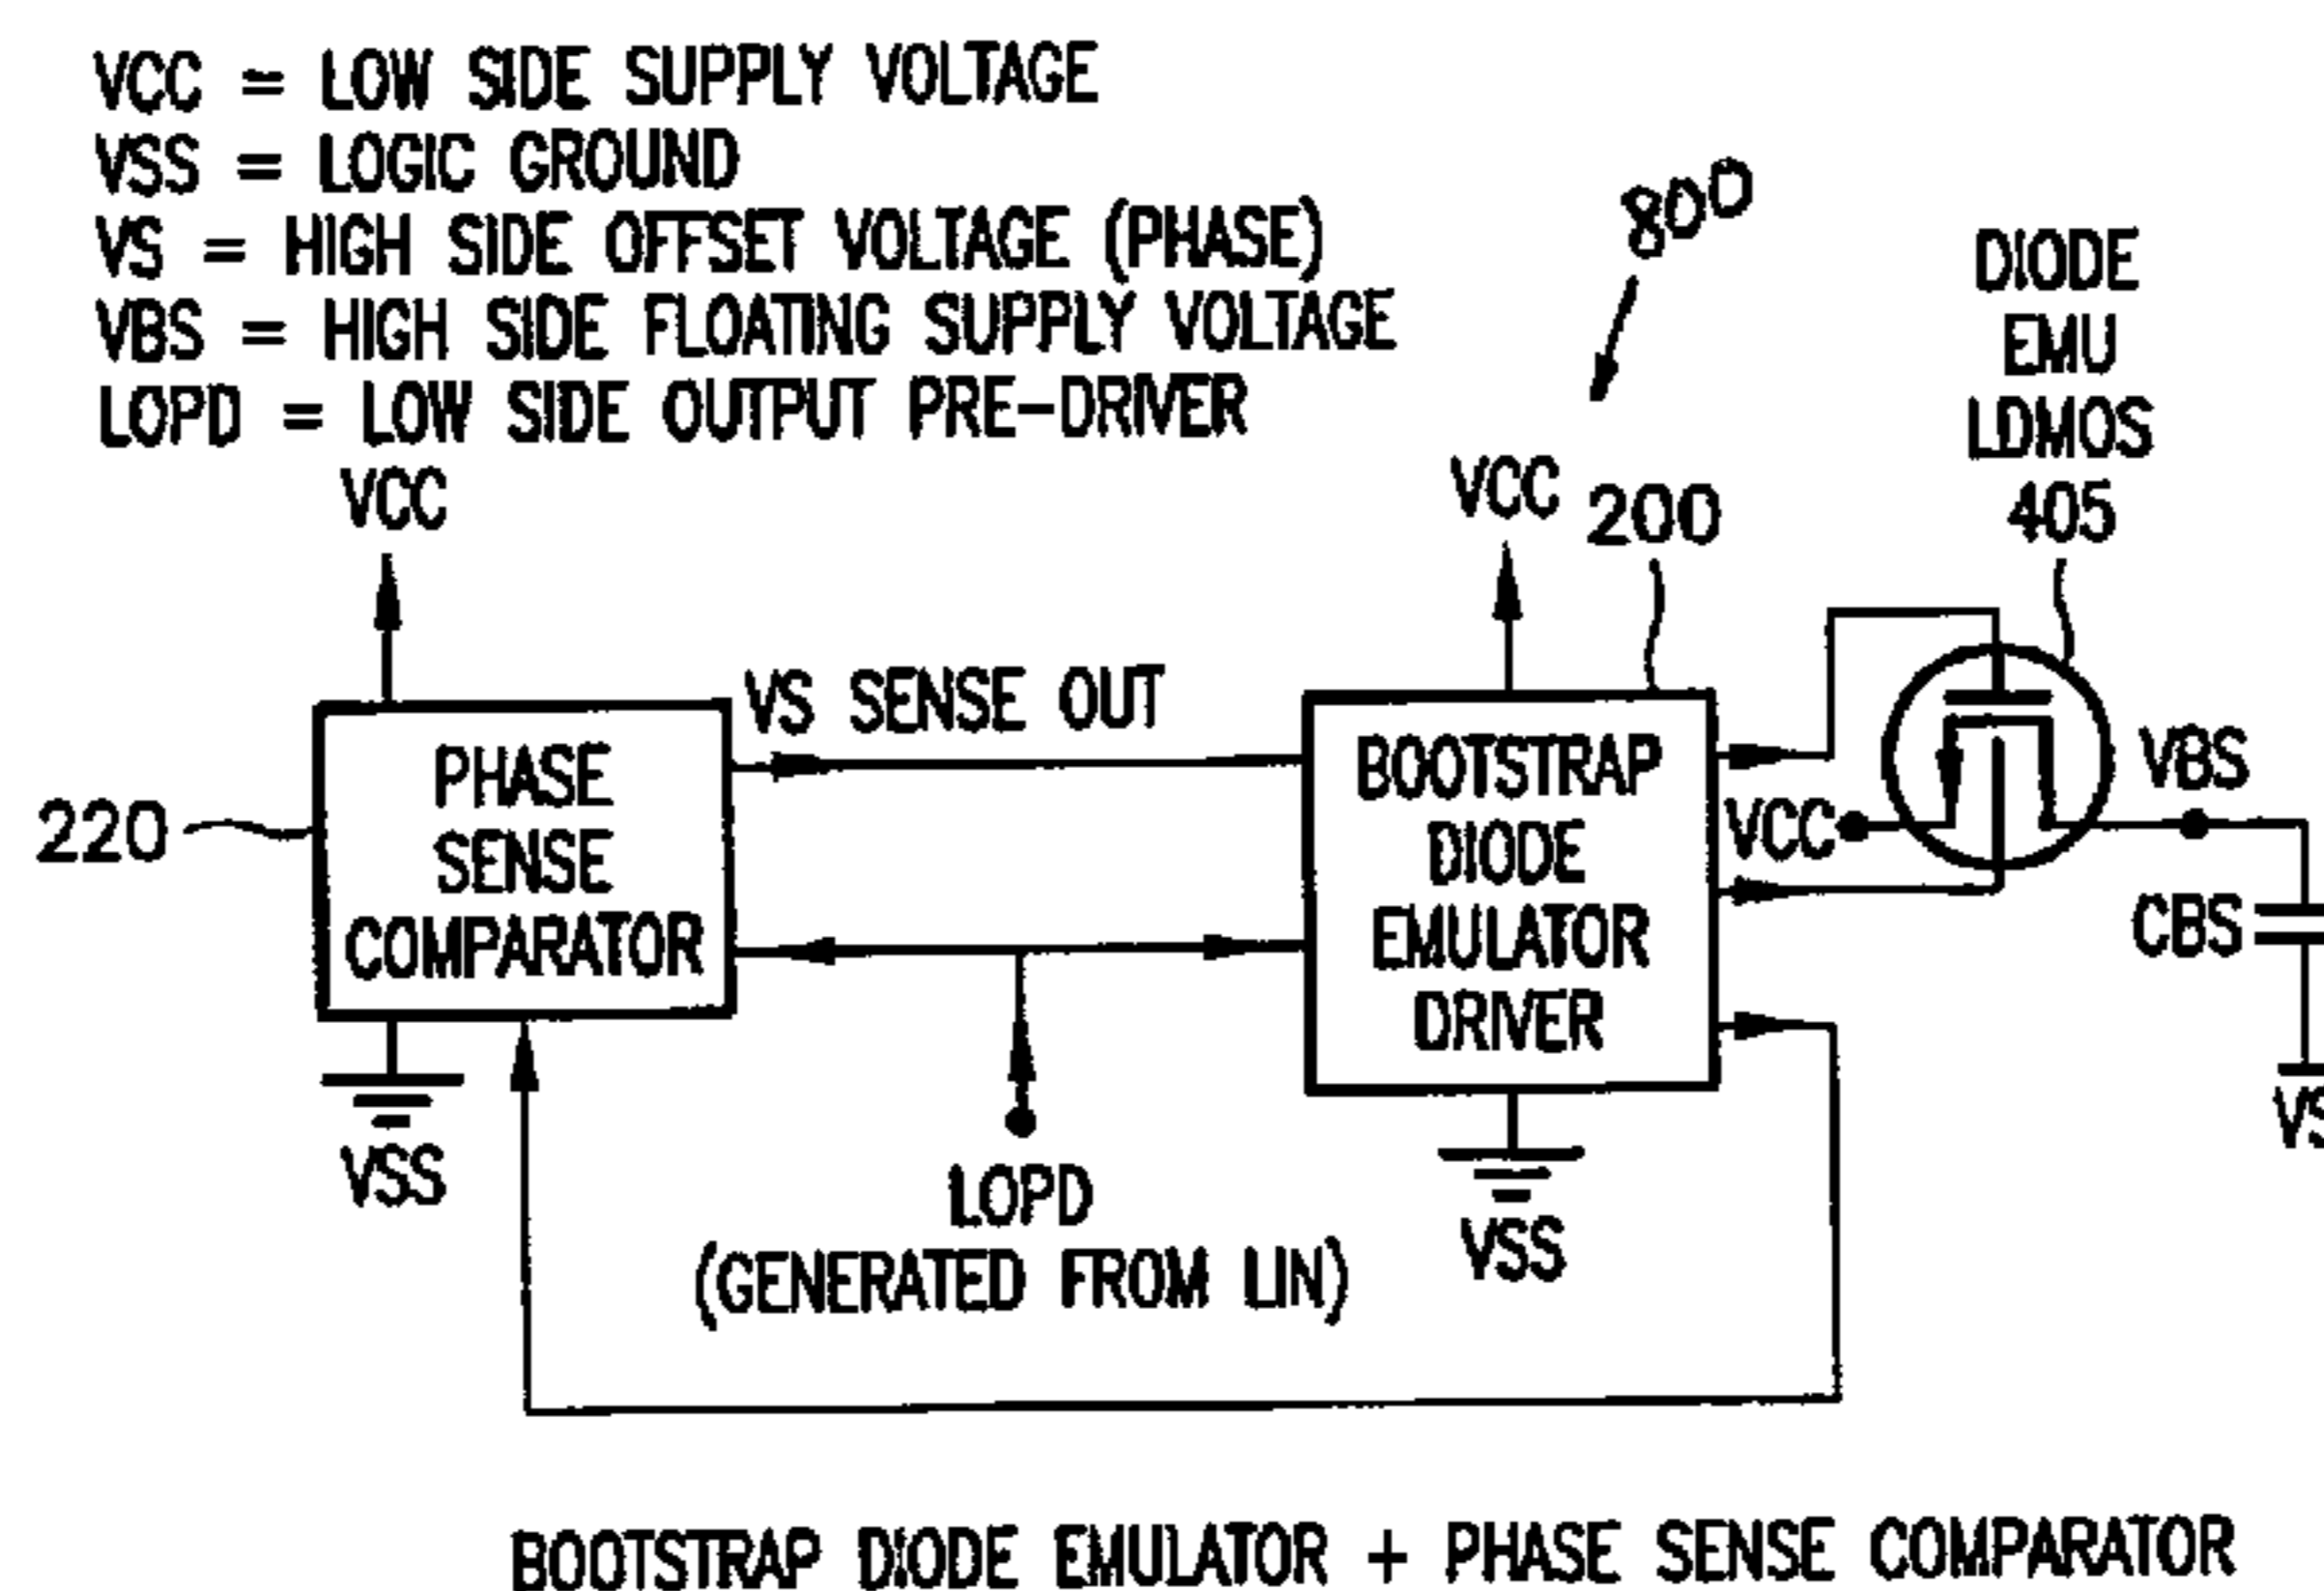 VCC = LOW SIDE SUPPLY VOLTAGE
VSS = LOGIC GROUND
VS = HIGH SIDE OFFSET VOLTAGE (PHASE)
VBS = HIGH SIDE FLOATING SUPPLY VOLTAGE
LOPD = LOW SIDE OUTPUT PRE-DRIVER
800
DIODE
EMU
LDMOS
405
VCC
VCC
200
VS SENSE OUT
220
PHASE
SENSE
COMPARATOR
BOOTSTRAP
DIODE
EMULATOR
DRIVER
VCC
VBS
CBS
VSS
LOPD
(GENERATED FROM LIN)
VSS
BOOTSTRAP DIODE EMULATOR + PHASE SENSE COMPARATOR